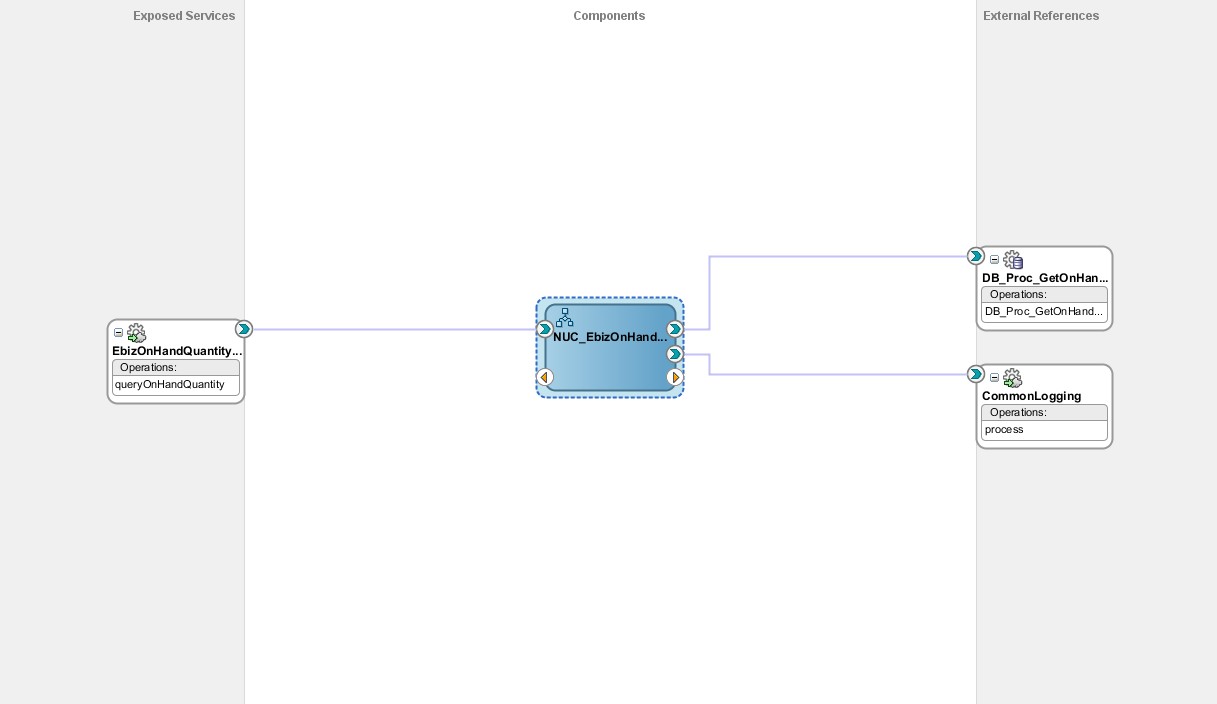 Exposed Services
Components
External References
EbizOnHandQuantity...
Operations:
queryOnHandQuantity
NUC_EbizOnHand...
DB_Proc_GetOnHan...
Operations:
DB_Proc_GetOnHand...
CommonLogging
Operations:
process